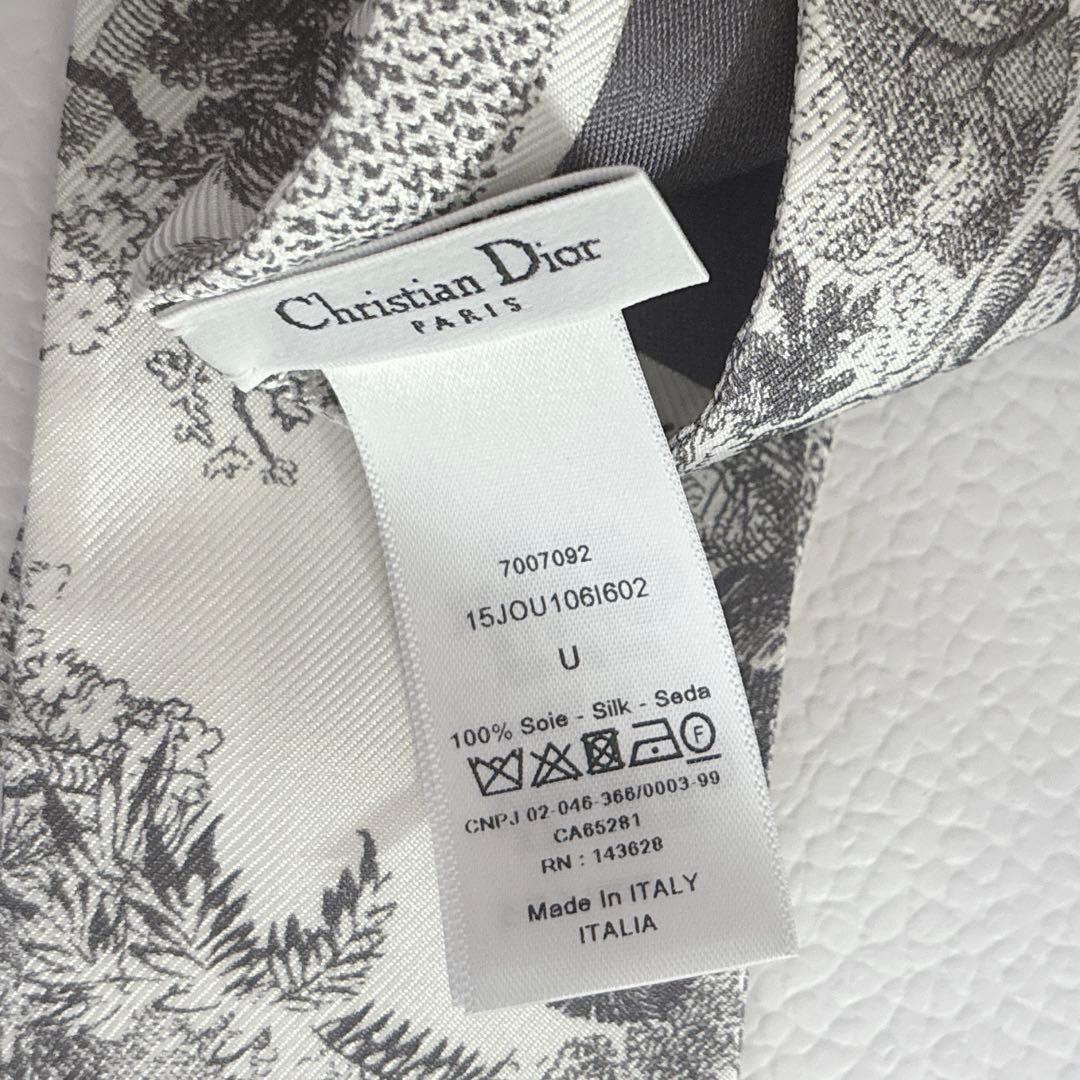 Christian Dior
PARIS
7007092
15JOU106I602
U
100% Soie - Silk - Seda
F
CNPJ 02-046-366/0003-99
CA65281
RN : 143628
Made In ITALY
ITALIA